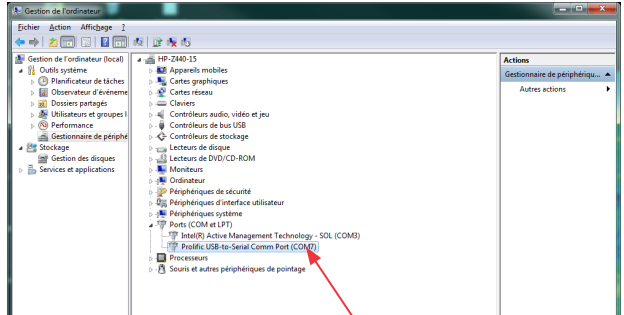 Gestion de l'ordinateur
Fichier Action Affichage ?
Gestion de l'ordinateur (local)
Outils système
Planificateur de tâches
Observateur d'événeme
Dossiers partagés
Utilisateurs et groupes l
Performance
Gestionnaire de périphé
Stockage
Gestion des disques
Services et applications
HP-Z440-15
Appareils mobiles
Cartes graphiques
Cartes réseau
Claviers
Contrôleurs audio, vidéo et jeu
Contrôleurs de bus USB
Contrôleurs de stockage
Lecteurs de disque
Lecteurs de DVD/CD-ROM
Moniteurs
Ordinateur
Périphériques de sécurité
Périphériques d'interface utilisateur
Périphériques système
Ports (COM et LPT)
Intel(R) Active Management Technology - SOL (COM3)
Prolific USB-to-Serial Comm Port (COM7)
Processeurs
Souris et autres périphériques de pointage
Actions
Gestionnaire de périphériqu...
Autres actions